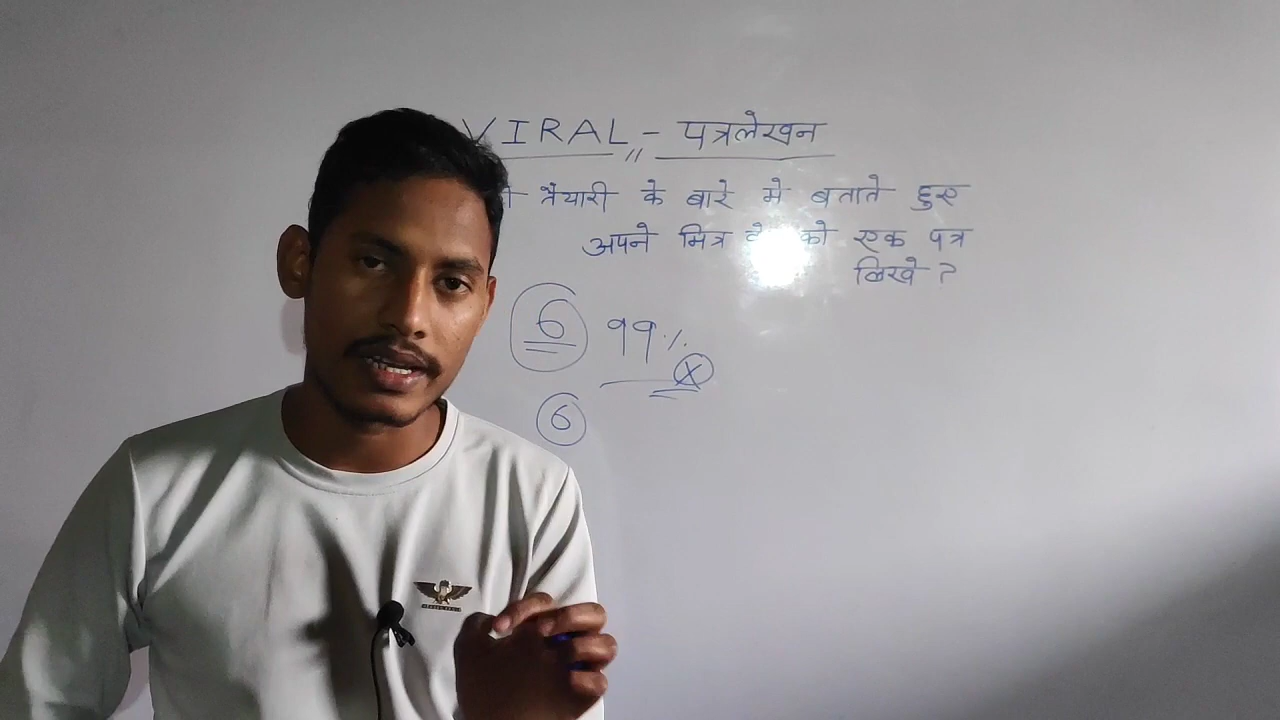 VIRAL - पत्रलेखन
तैयारी के बारे मे बताते हुए
अपने मित्र को एक पत्र
लिखे ?
6 99%
X
6